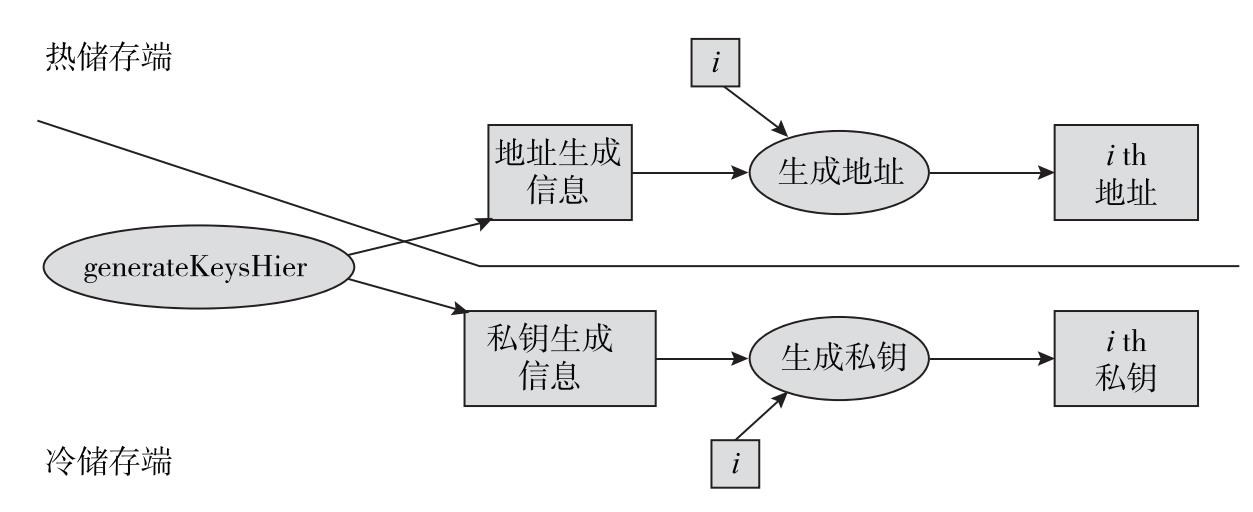 热储存端
i
地址生成
信息
生成地址
i th
地址
generateKeysHier
私钥生成
信息
生成私钥
i th
私钥
i
冷储存端